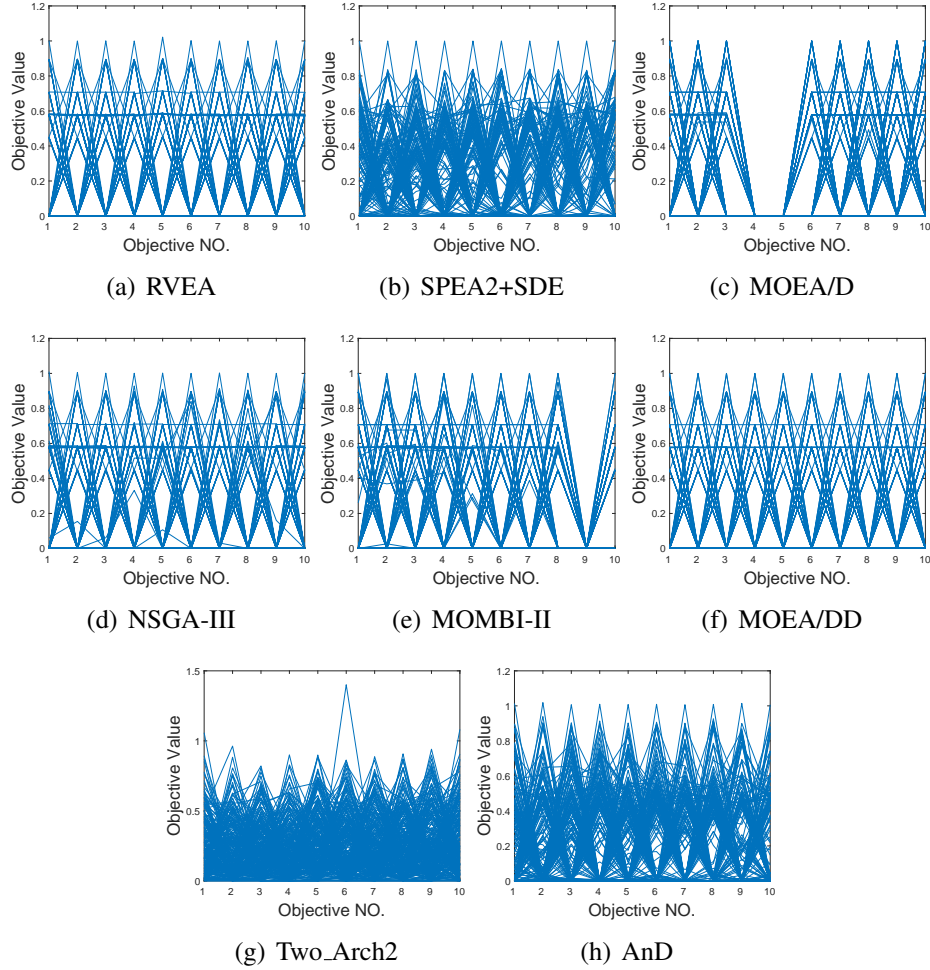 1.2
1
0.8
0.6
0.4
0.2
0
Objective Value
1 2 3 4 5 6 7 8 9 10
Objective NO.
(a) RVEA
1.2
1
0.8
0.6
0.4
0.2
0
Objective Value
1 2 3 4 5 6 7 8 9 10
Objective NO.
(b) SPEA2+SDE
1.2
1
0.8
0.6
0.4
0.2
0
Objective Value
1 2 3 4 5 6 7 8 9 10
Objective NO.
(c) MOEA/D
1.2
1
0.8
0.6
0.4
0.2
0
Objective Value
1 2 3 4 5 6 7 8 9 10
Objective NO.
(d) NSGA-III
1.2
1
0.8
0.6
0.4
0.2
0
Objective Value
1 2 3 4 5 6 7 8 9 10
Objective NO.
(e) MOMBI-II
1.2
1
0.8
0.6
0.4
0.2
0
Objective Value
1 2 3 4 5 6 7 8 9 10
Objective NO.
(f) MOEA/DD
1.5
1
0.5
0
Objective Value
1 2 3 4 5 6 7 8 9 10
Objective NO.
(g) Two_Arch2
1.2
1
0.8
0.6
0.4
0.2
0
Objective Value
1 2 3 4 5 6 7 8 9 10
Objective NO.
(h) AnD